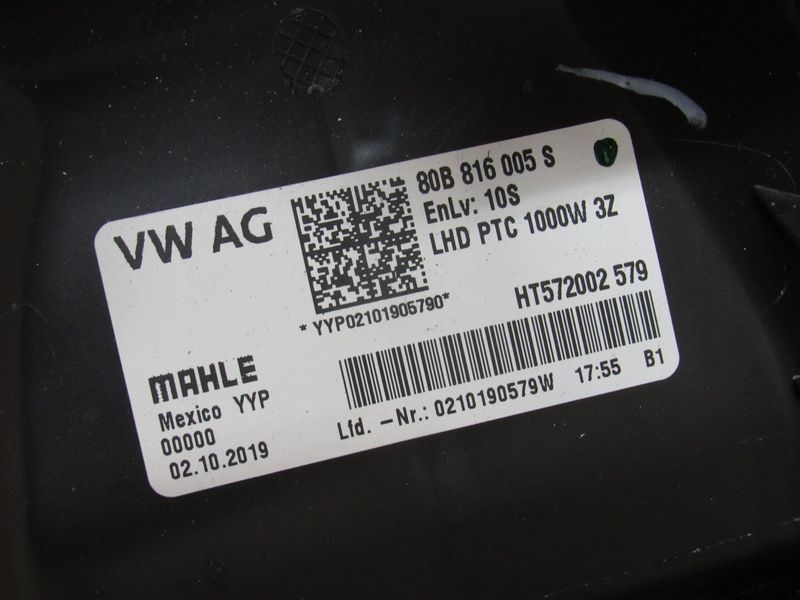 VW AG
80B 816 005 S
EnLv: 10S
LHD PTC 1000W 3Z
*YYP02101905790*
HT572002 579
MAHLE
Mexico YYP
00000
02.10.2019
Lfd. -Nr.: 0210190579W 17:55 B1